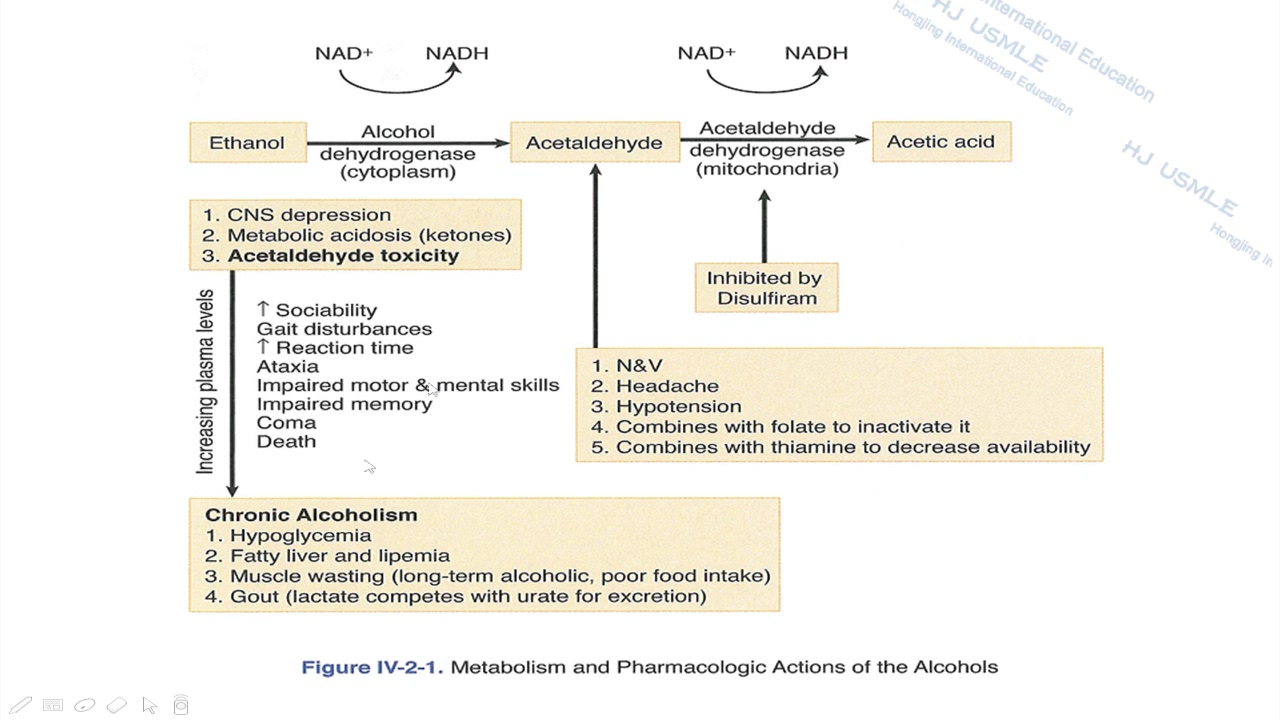 NAD+ NADH
NAD+ NADH
Ethanol
Alcohol
dehydrogenase
(cytoplasm)
Acetaldehyde
Acetaldehyde
dehydrogenase
(mitochondria)
Acetic acid
1. CNS depression
2. Metabolic acidosis (ketones)
3. Acetaldehyde toxicity
Inhibited by
Disulfiram
Increasing plasma levels
↑ Sociability
Gait disturbances
↑ Reaction time
Ataxia
Impaired motor & mental skills
Impaired memory
Coma
Death
1. N&V
2. Headache
3. Hypotension
4. Combines with folate to inactivate it
5. Combines with thiamine to decrease availability
Chronic Alcoholism
1. Hypoglycemia
2. Fatty liver and lipemia
3. Muscle wasting (long-term alcoholic, poor food intake)
4. Gout (lactate competes with urate for excretion)
Figure IV-2-1. Metabolism and Pharmacologic Actions of the Alcohols
International Education
HJ USMLE
Hongjing International Education
HJ USMLE
Hongjing In